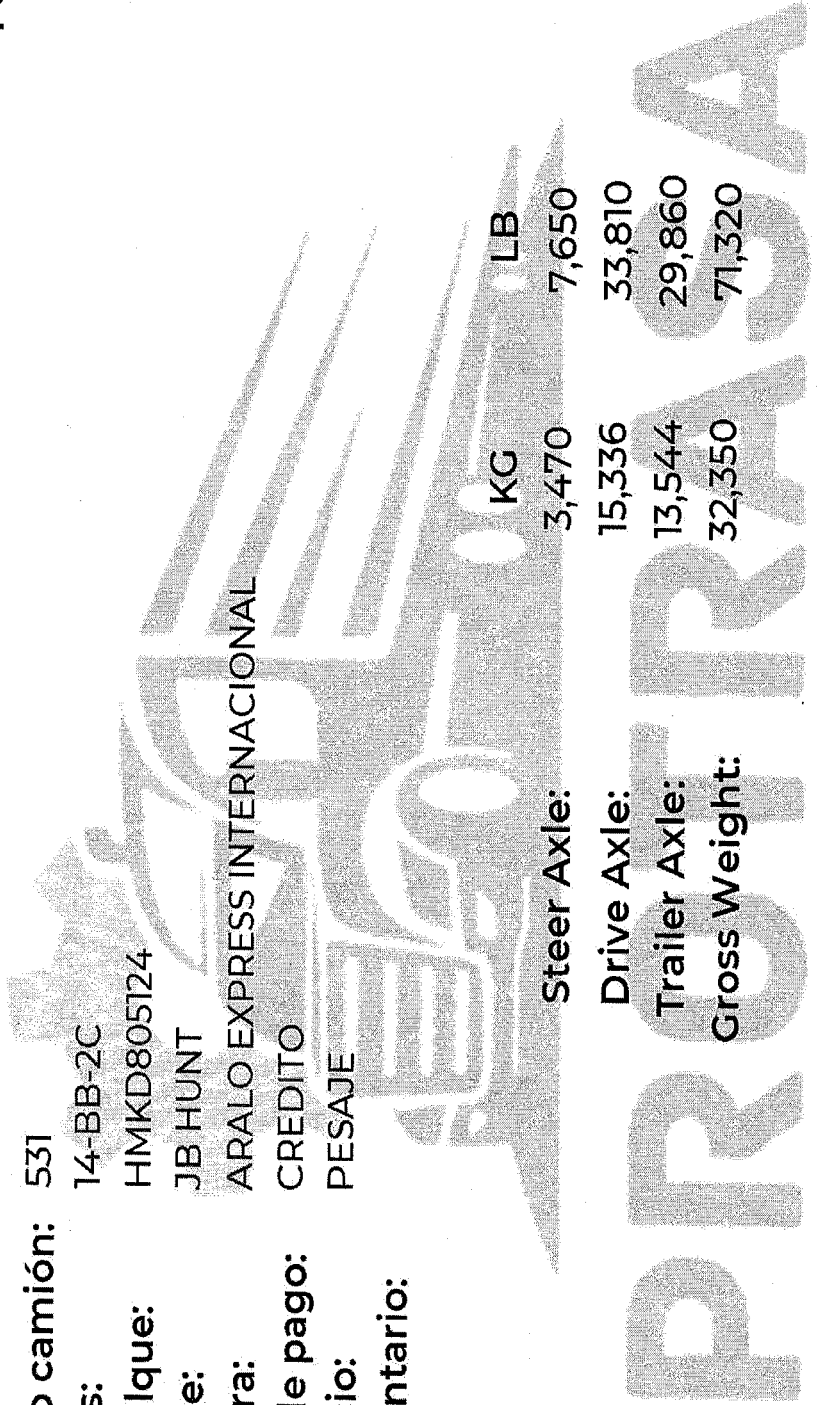 o camión: 531
s: 14-BB-2C
lque: HMKD805124
e: JB HUNT
ra: ARALO EXPRESS INTERNACIONAL
le pago: CREDITO
io: PESAJE
ntario:
KG LB
Steer Axle: 3,470 7,650
Drive Axle: 15,336 33,810
Trailer Axle: 13,544 29,860
Gross Weight: 32,350 71,320
PROTRASA